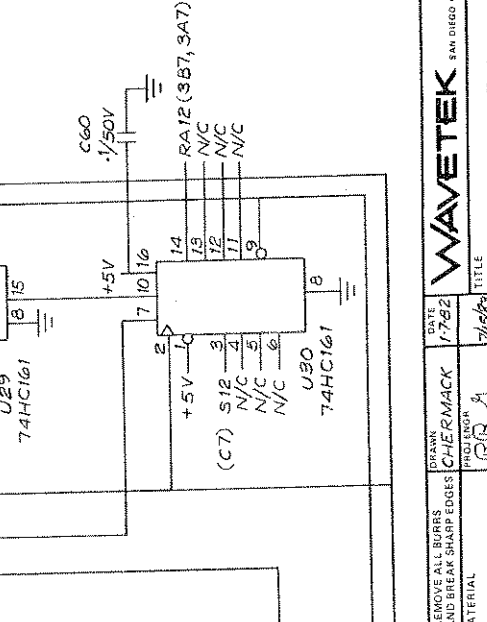 C60
.1/50V
RA12 (3B7, 3A7)
N/C
N/C
N/C
+5V
14
13
12
11
9
16
10
7
8
2
1
3
4
5
6
+5V
(C7) S12
N/C
N/C
N/C
U30
74HC161
15
8
U29
74HC161
REMOVE ALL BURRS
AND BREAK SHARP EDGES
MATERIAL
DRAWN
CHERMACK
PROJ ENGR
DATE
1-7-82
WAVETEK
SAN DIEGO
TITLE